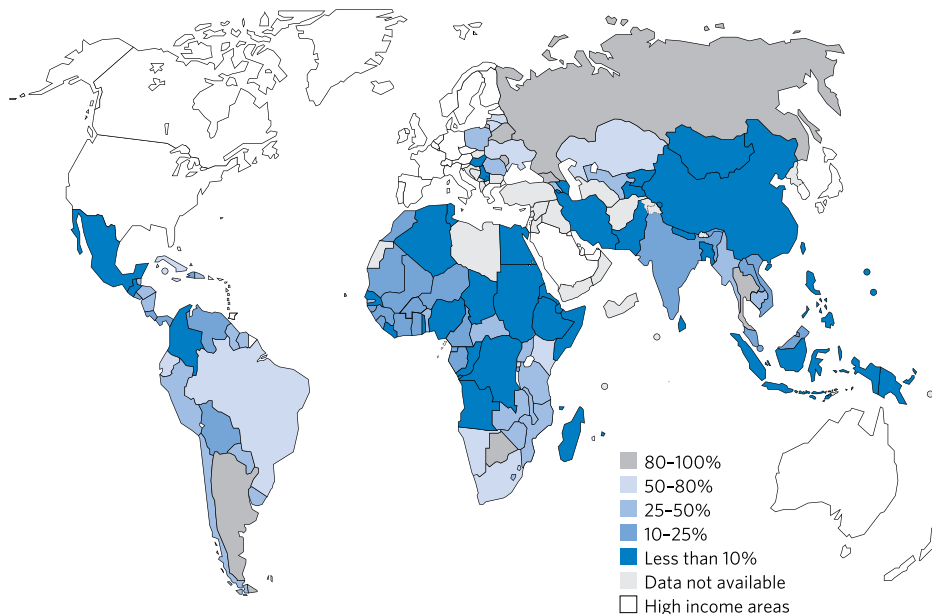 80–100%
50–80%
25–50%
10–25%
Less than 10%
Data not available
High income areas